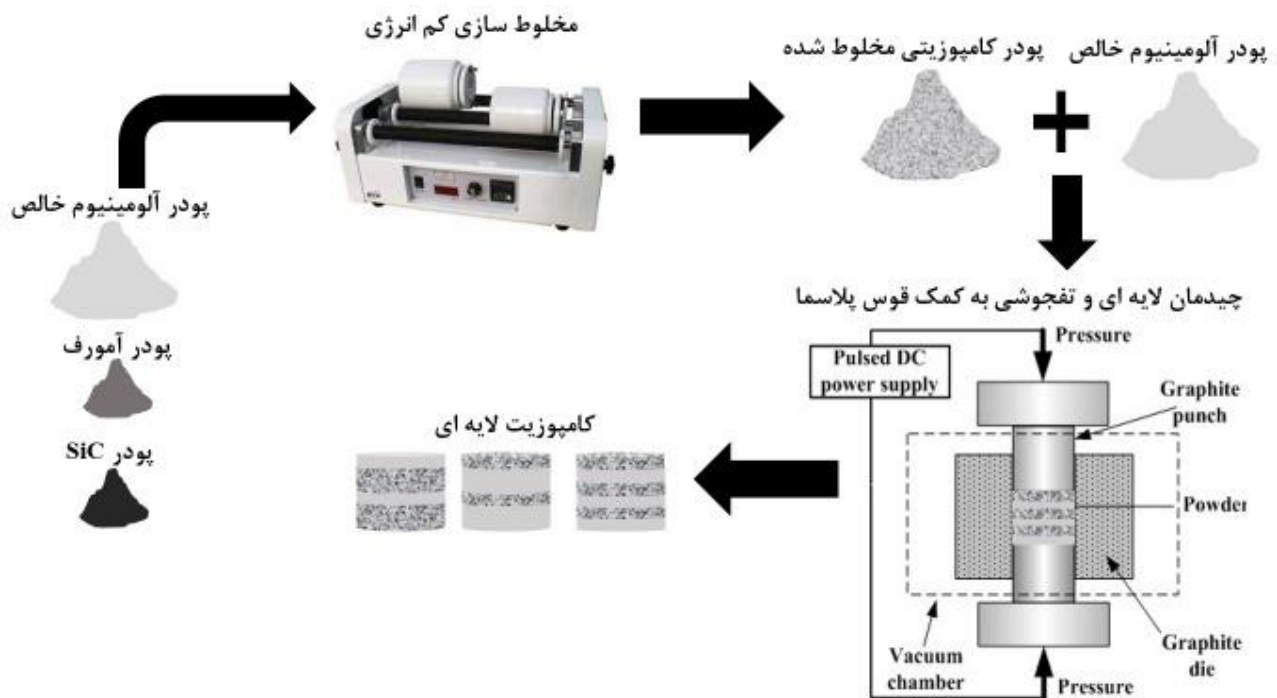 مخلوط سازی کم انرژی
پودر کامپوزیتی مخلوط شده
پودر آلومینیوم خالص
پودر آلومینیوم خالص
پودر آمورف
پودر SiC
چیدمان لایه ای و تفجوشی به کمک قوس پلاسما
Pressure
Pulsed DC
power supply
Graphite
punch
Powder
Graphite
die
Vacuum
chamber
Pressure
کامپوزیت لایه ای